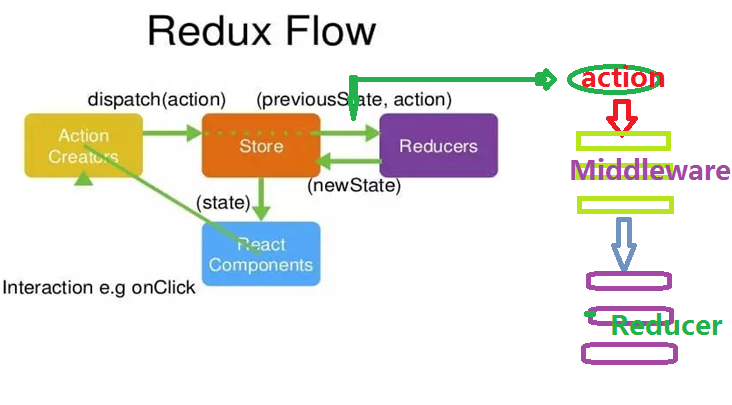 Redux Flow
dispatch(action)
(previousState, action)
Action
Creators
Store
Reducers
(newState)
(state)
React
Components
Interaction e.g onClick
action
Middleware
Reducer